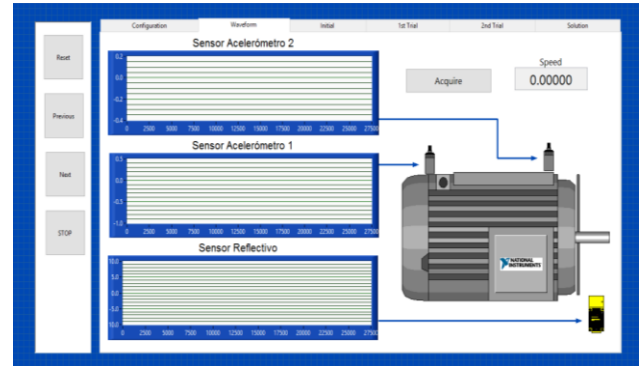 Configuration Waveform Initial 1st Trial 2nd Trial Solution
Reset
Previous
Next
STOP
Sensor Acelerómetro 2
0.2
0.0
-0.2
-0.4
0 2500 5000 7500 10000 12500 15000 17500 20000 22500 25000 27500
Acquire
Speed
0.00000
Sensor Acelerómetro 1
0.5
0.0
-0.5
-1.0
0 2500 5000 7500 10000 12500 15000 17500 20000 22500 25000 27500
Sensor Reflectivo
10.0
5.0
0.0
-5.0
0 2500 5000 7500 10000 12500 15000 17500 20000 22500 25000 27500
NATIONAL
INSTRUMENTS